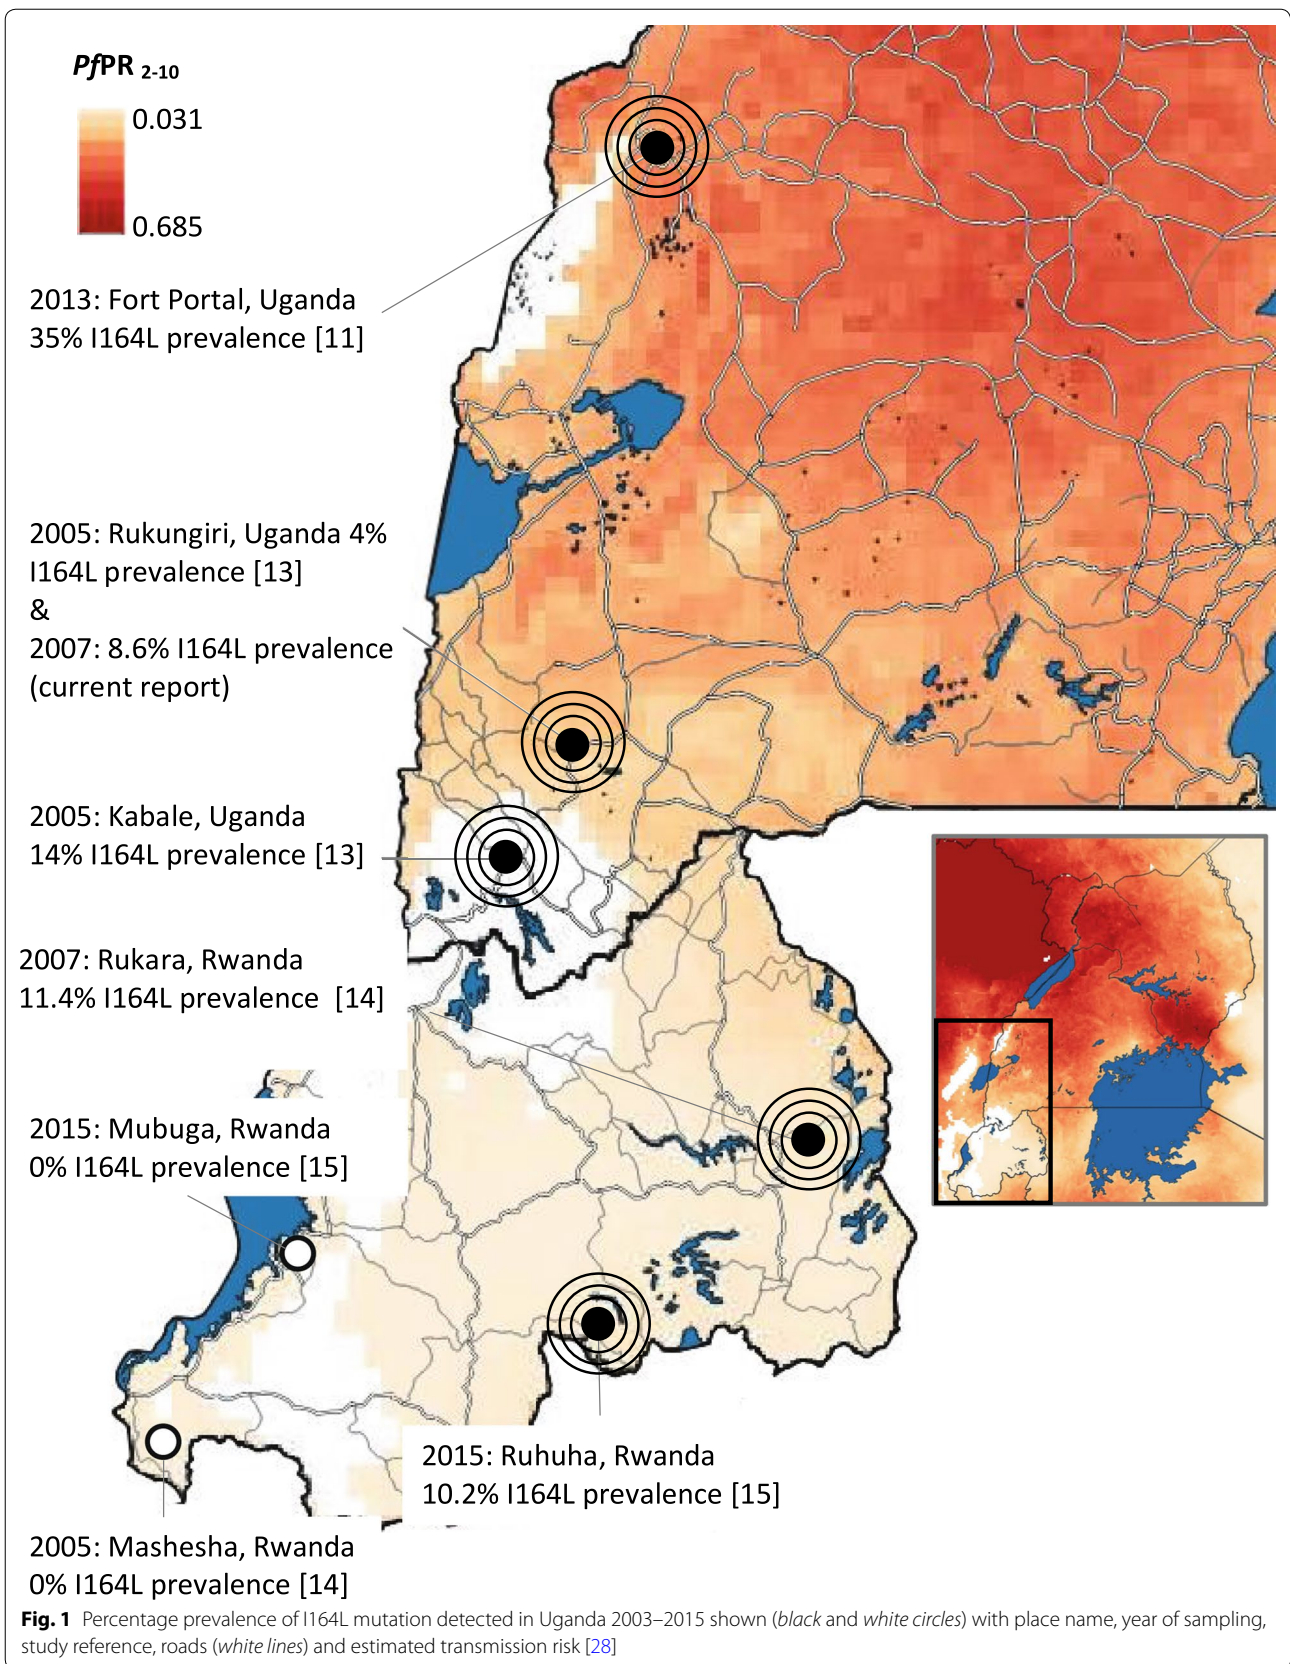 PfPR 2-10
0.031
0.685
2013: Fort Portal, Uganda
35% I164L prevalence [11]
2005: Rukungiri, Uganda 4%
I164L prevalence [13]
&
2007: 8.6% I164L prevalence
(current report)
2005: Kabale, Uganda
14% I164L prevalence [13]
2007: Rukara, Rwanda
11.4% I164L prevalence [14]
2015: Mubuga, Rwanda
0% I164L prevalence [15]
2015: Ruhuha, Rwanda
10.2% I164L prevalence [15]
2005: Mashesha, Rwanda
0% I164L prevalence [14]
Fig. 1 Percentage prevalence of I164L mutation detected in Uganda 2003–2015 shown (black and white circles) with place name, year of sampling,
study reference, roads (white lines) and estimated transmission risk [28]